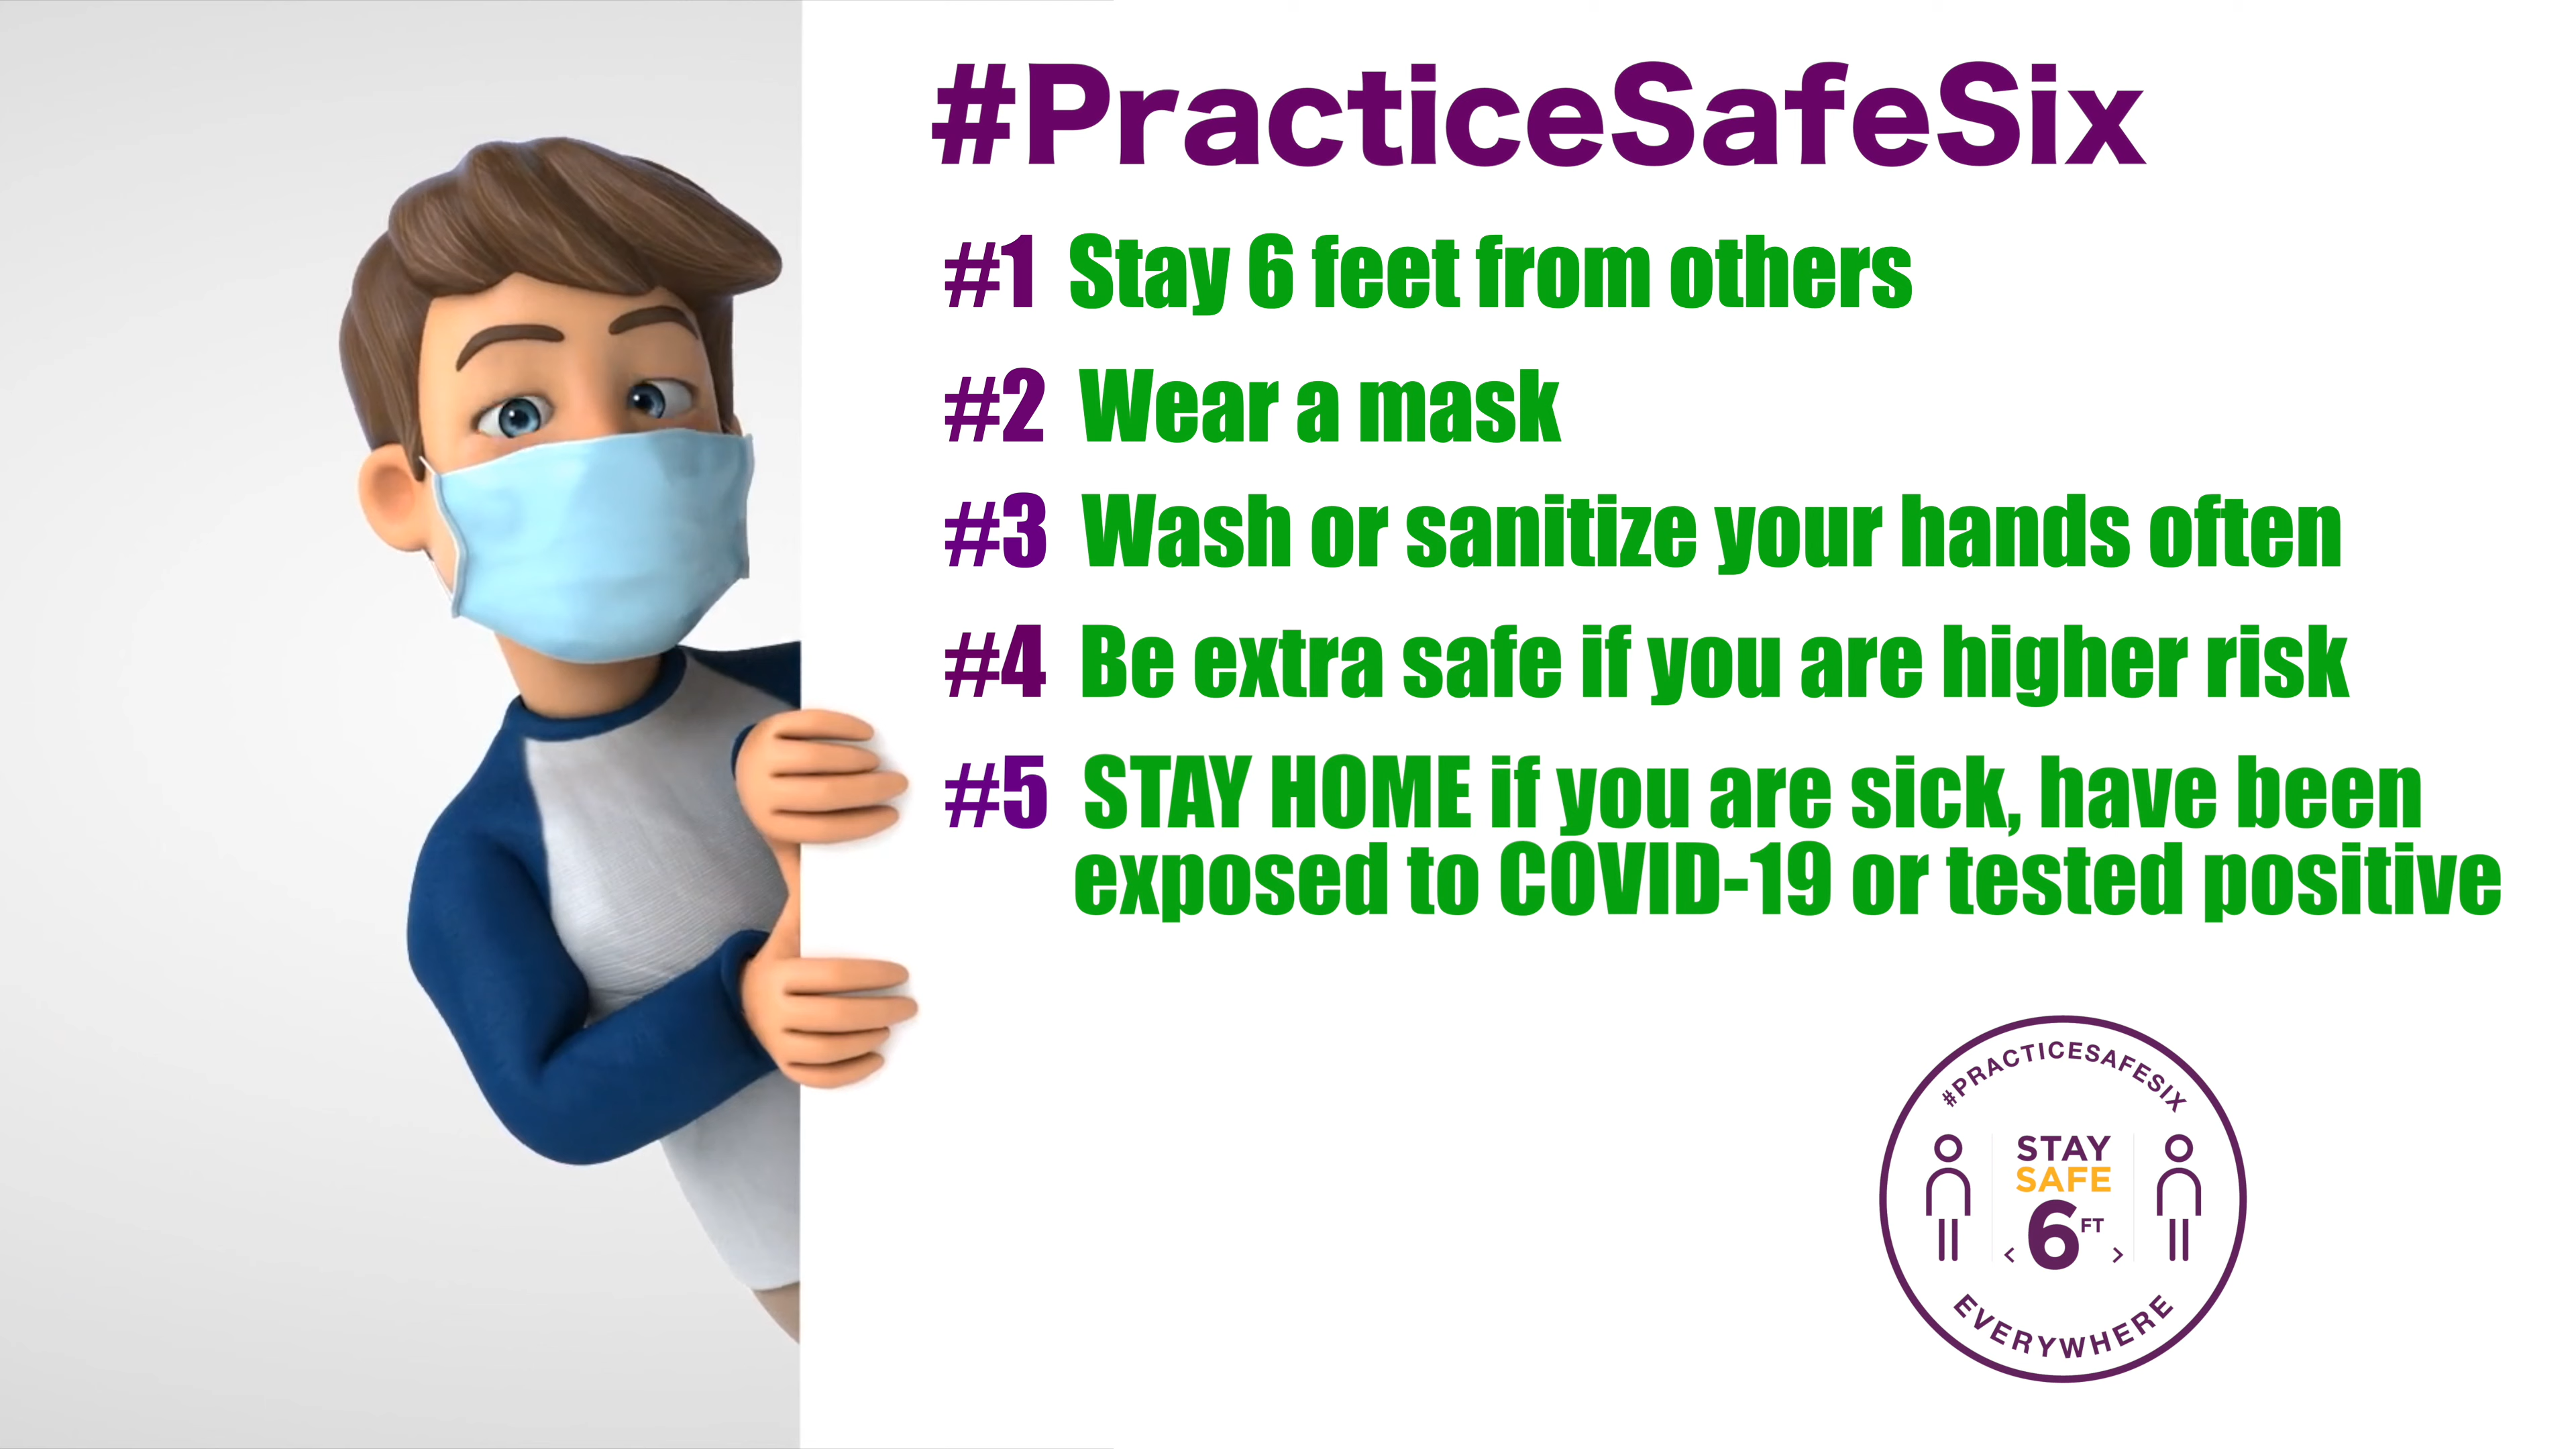 #PracticeSafeSix
#1 Stay 6 feet from others
#2 Wear a mask
#3 Wash or sanitize your hands often
#4 Be extra safe if you are higher risk
#5 STAY HOME if you are sick, have been
exposed to COVID-19 or tested positive
#PRACTICESAFESIX
STAY
SAFE
< 6 FT >
EVERYWHERE